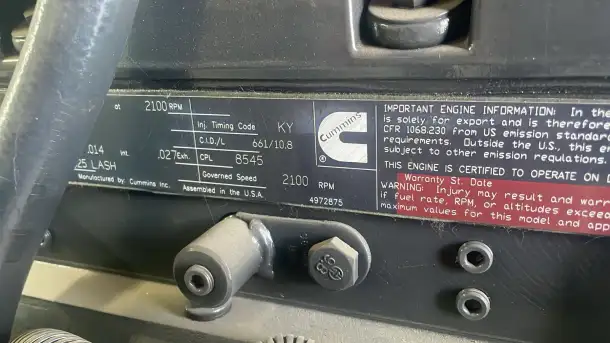 at 2100 RPM
Inj. Timing Code KY
C.I.D./L 661/10.8
.014 Int. .027 Exh. CPL 8545
25 LASH
Governed Speed 2100 RPM
Manufactured by Cummins Inc. Assembled in the U.S.A.
Cummins
®
4972875
IMPORTANT ENGINE INFORMATION: In the
is solely for export and is therefore
CFR 1068.230 from US emission standar
requirements. Outside the U.S., this en
subject to other emission regulations.
THIS ENGINE IS CERTIFIED TO OPERATE ON D
Warranty St. Date
WARNING: Injury may result and warr
if fuel rate, RPM, or altitudes exceed
maximum values for this model and app
98